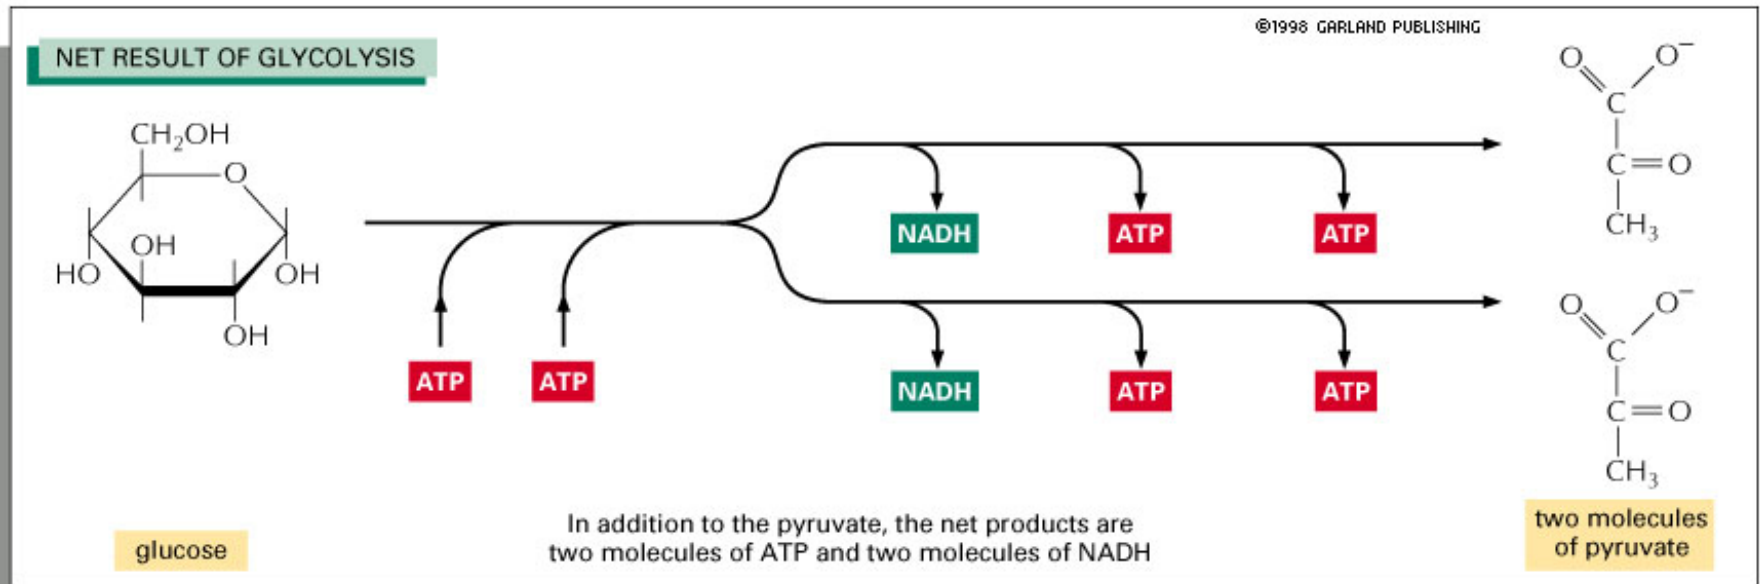 ©1998 GARLAND PUBLISHING
NET RESULT OF GLYCOLYSIS
CH₂OH
O
OH
HO
OH
OH
ATP
ATP
NADH
ATP
ATP
NADH
ATP
ATP
O
O⁻
C
C=O
CH₃
O
O⁻
C
C=O
CH₃
glucose
In addition to the pyruvate, the net products are
two molecules of ATP and two molecules of NADH
two molecules
of pyruvate